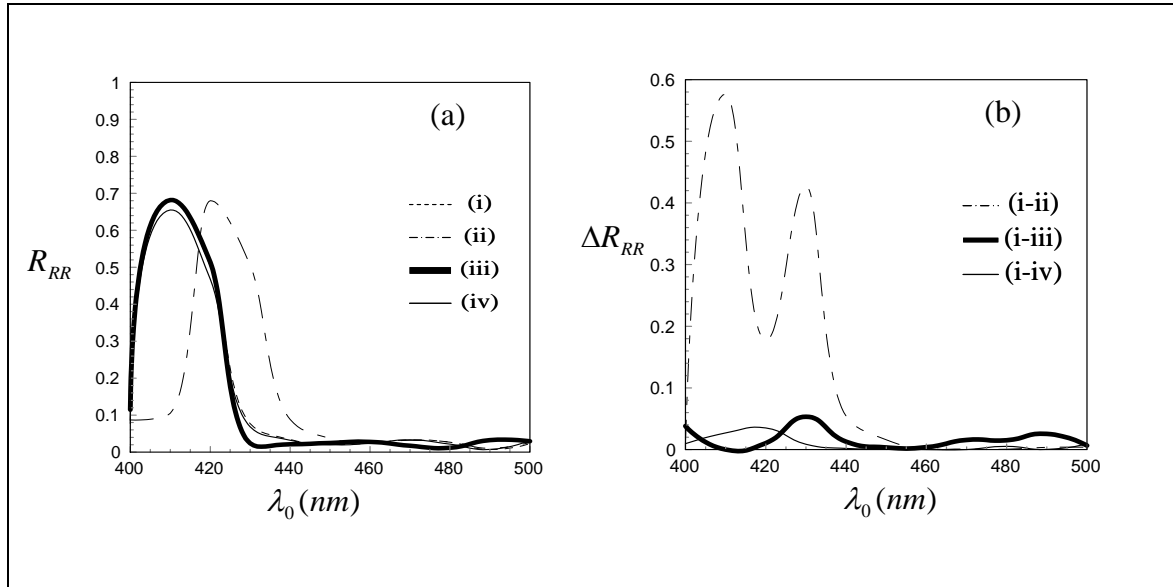 (a)
1
0.9
0.8
0.7
0.6
0.5
0.4
0.3
0.2
0.1
0
R_RR
(i)
(ii)
(iii)
(iv)
400 420 440 460 480 500
λ₀ (nm)
(b)
0.6
0.5
0.4
0.3
0.2
0.1
0
ΔR_RR
(i-ii)
(i-iii)
(i-iv)
400 420 440 460 480 500
λ₀ (nm)